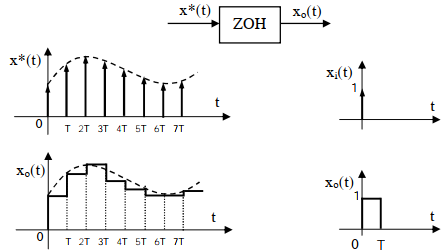 x*(t) ZOH xₒ(t)
x*(t)
t
0 T 2T 3T 4T 5T 6T 7T
xᵢ(t)
1
t
0
xₒ(t)
t
0 T 2T 3T 4T 5T 6T 7T
xₒ(t)
1
t
0 T